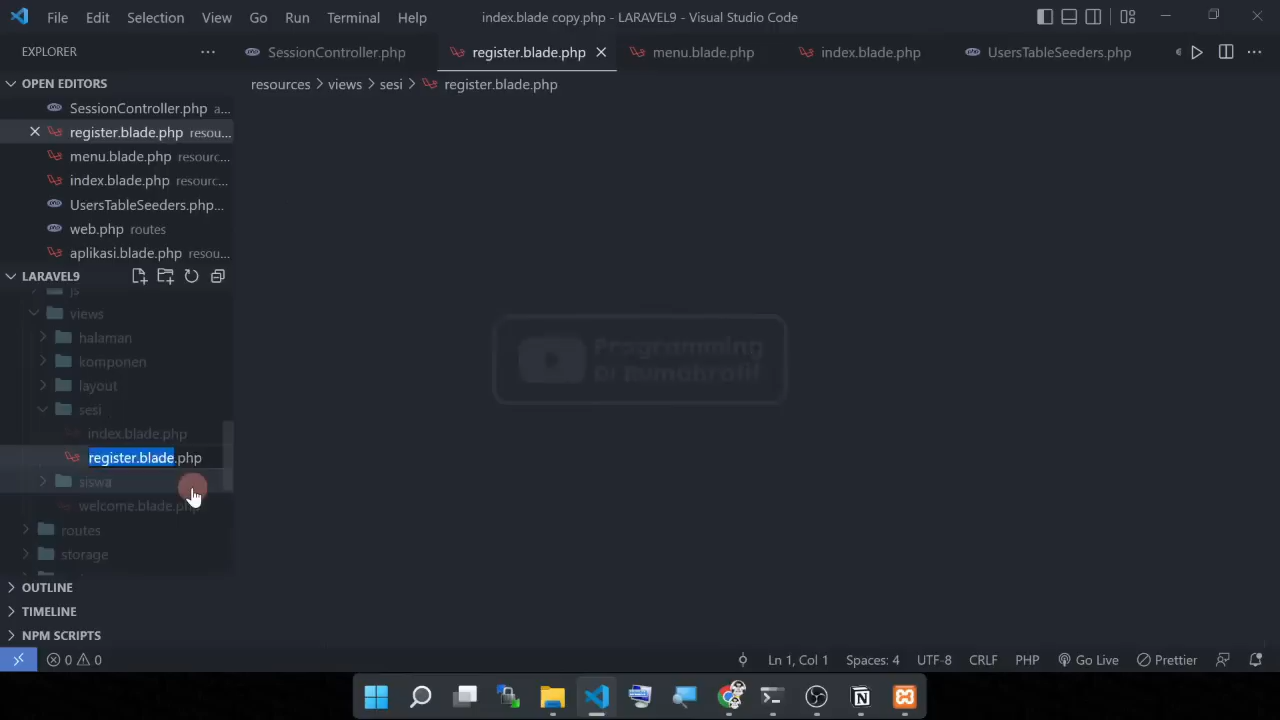 File Edit Selection View Go Run Terminal Help
index.blade copy.php - LARAVEL9 - Visual Studio Code
EXPLORER
SessionController.php
register.blade.php
menu.blade.php
index.blade.php
UsersTableSeeders.php
OPEN EDITORS
resources > views > sesi > register.blade.php
SessionController.php a...
register.blade.php resou...
menu.blade.php resourc...
index.blade.php resourc...
UsersTableSeeders.php...
web.php routes
aplikasi.blade.php resou...
LARAVEL9
js
views
halaman
komponen
layout
sesi
index.blade.php
register.blade.php
siswa
welcome.blade.php
routes
storage
Programming
Di Rumahrafif
OUTLINE
TIMELINE
NPM SCRIPTS
0 0
Ln 1, Col 1
Spaces: 4
UTF-8
CRLF
PHP
Go Live
Prettier